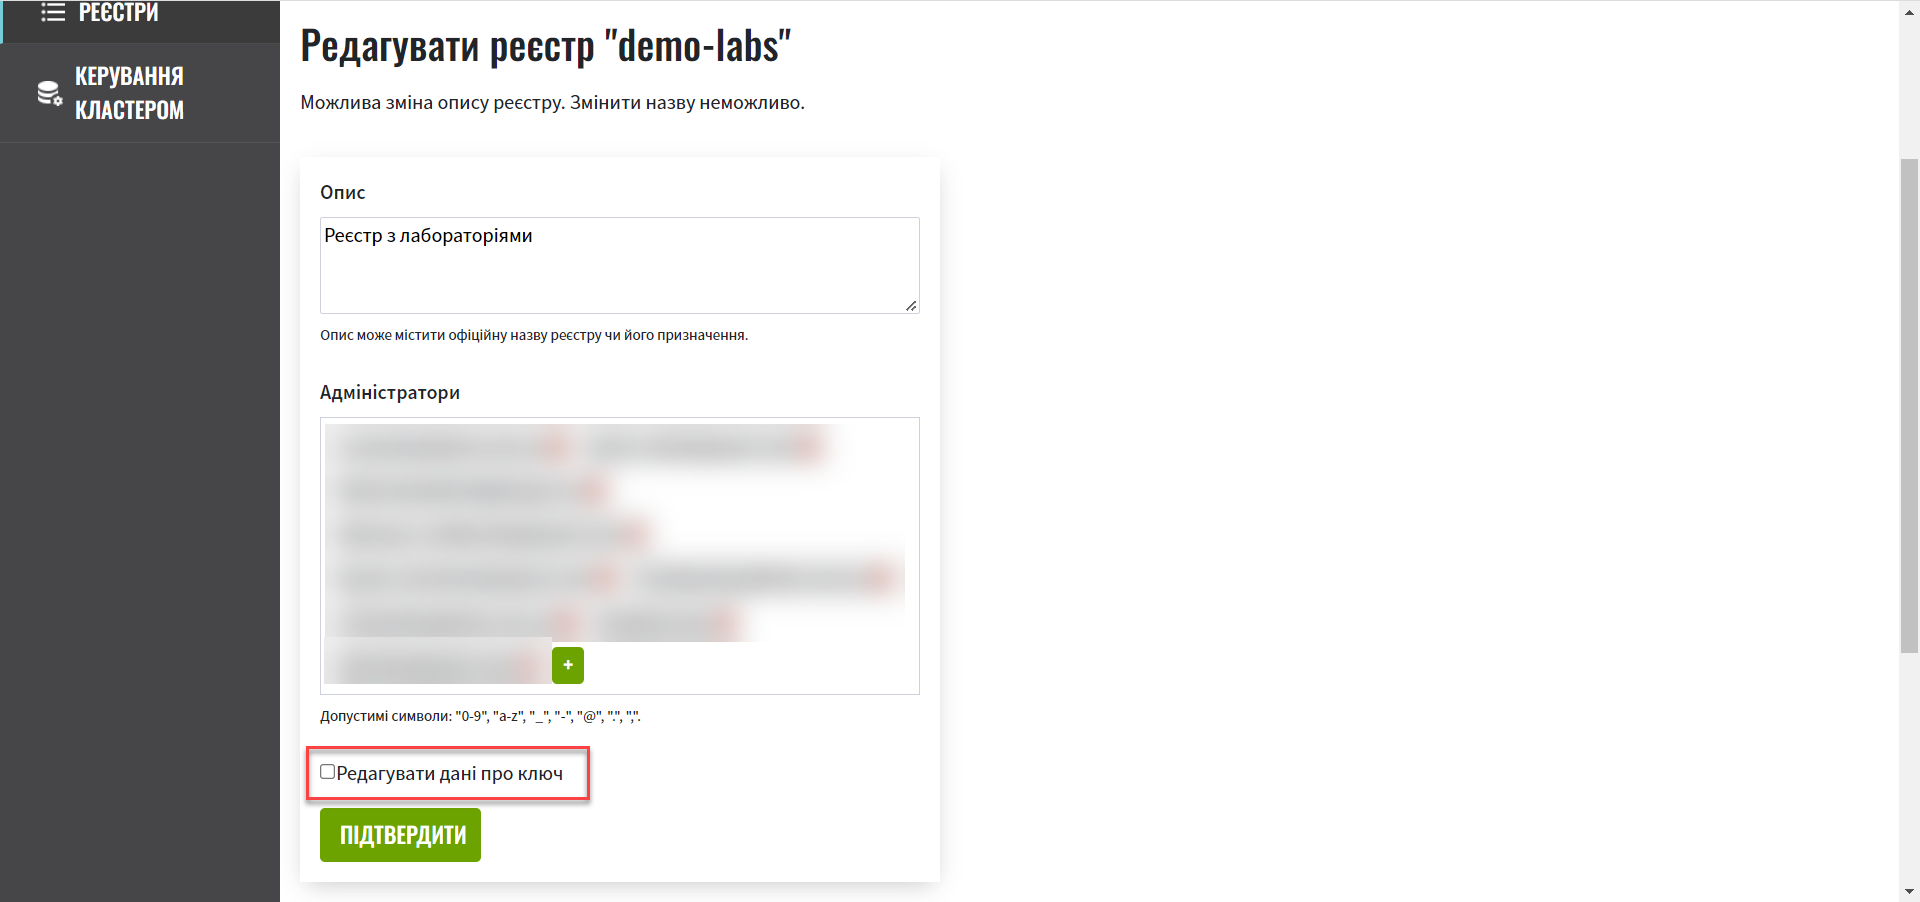 РЕЄСТРИ
КЕРУВАННЯ
КЛАСТЕРОМ
Редагувати реєстр "demo-labs"
Можлива зміна опису реєстру. Змінити назву неможливо.
Опис
Реєстр з лабораторіями
Опис може містити офіційну назву реєстру чи його призначення.
Адміністратори
+
Допустимі символи: "0-9", "a-z", "_", "-", "@", ".", ",".
Редагувати дані про ключ
ПІДТВЕРДИТИ